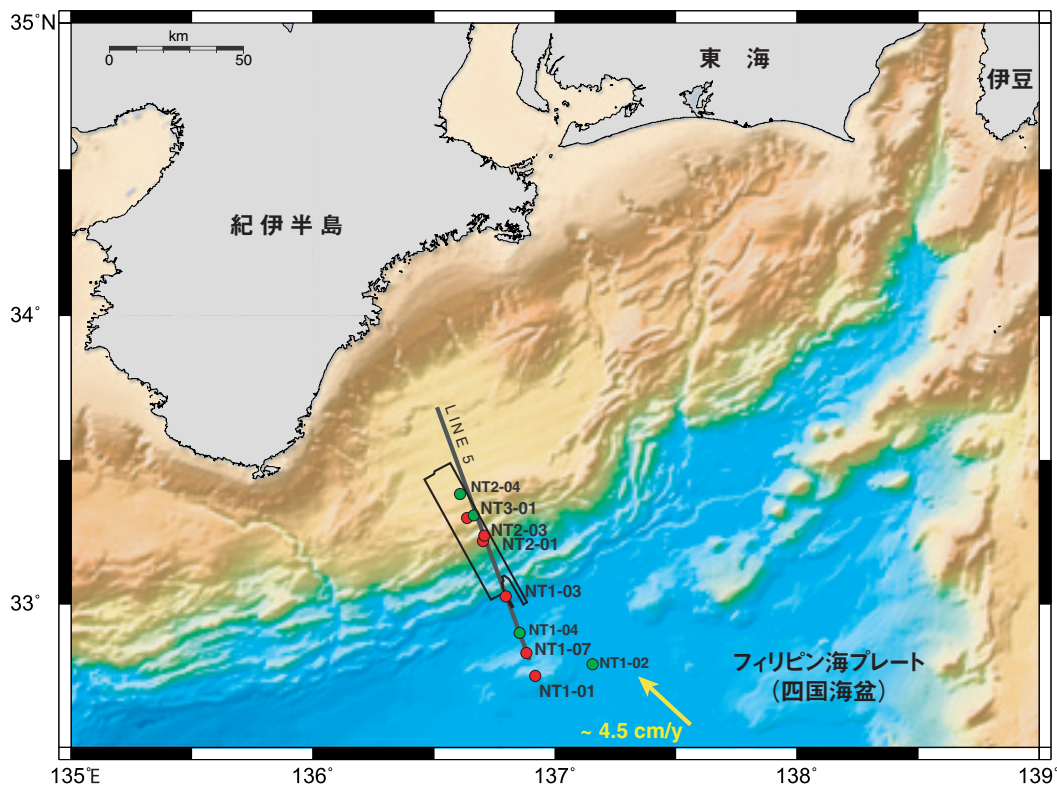 35˚N
km
0 50
東 海
伊豆
紀 伊 半 島
34˚
LINE 5
NT2-04
NT3-01
NT2-03
NT2-01
33˚
NT1-03
NT1-04
NT1-07
NT1-02
NT1-01
フィリピン海プレート
（四国海盆）
~ 4.5 cm/y
135˚E 136˚ 137˚ 138˚ 139˚